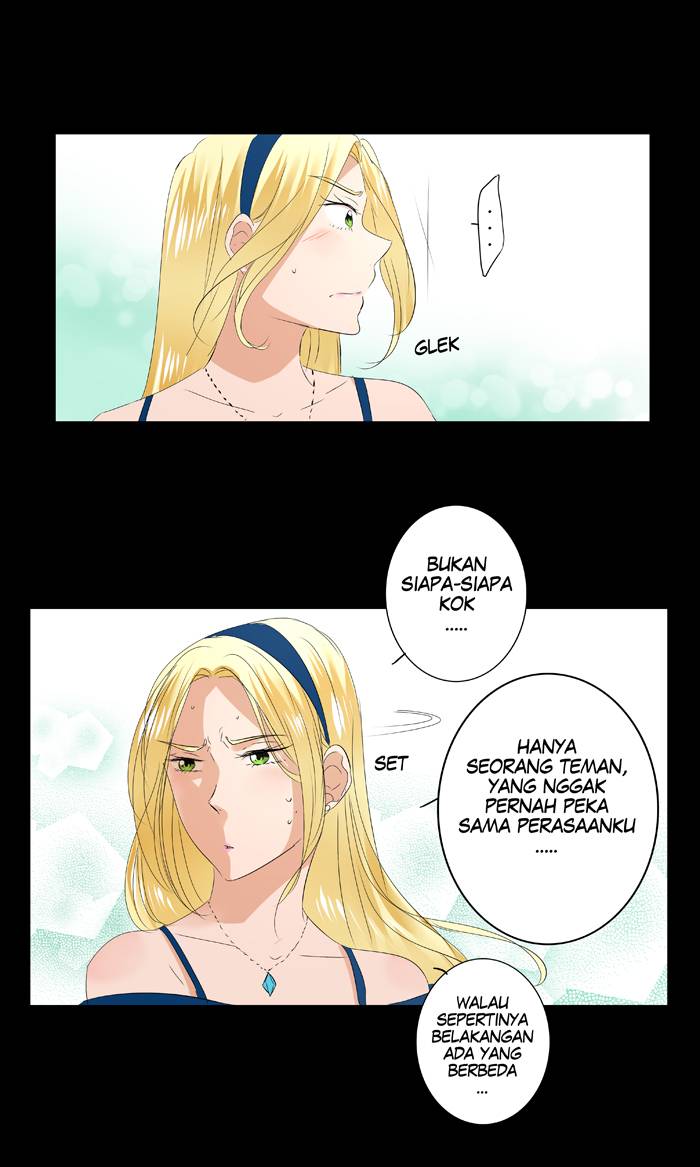 ...
GLEK
BUKAN
SIAPA-SIAPA
KOK
.....
SET
HANYA
SEORANG TEMAN,
YANG NGGAK
PERNAH PEKA
SAMA PERASAANKU
.....
WALAU
SEPERTINYA
BELAKANGAN
ADA YANG
BERBEDA
...